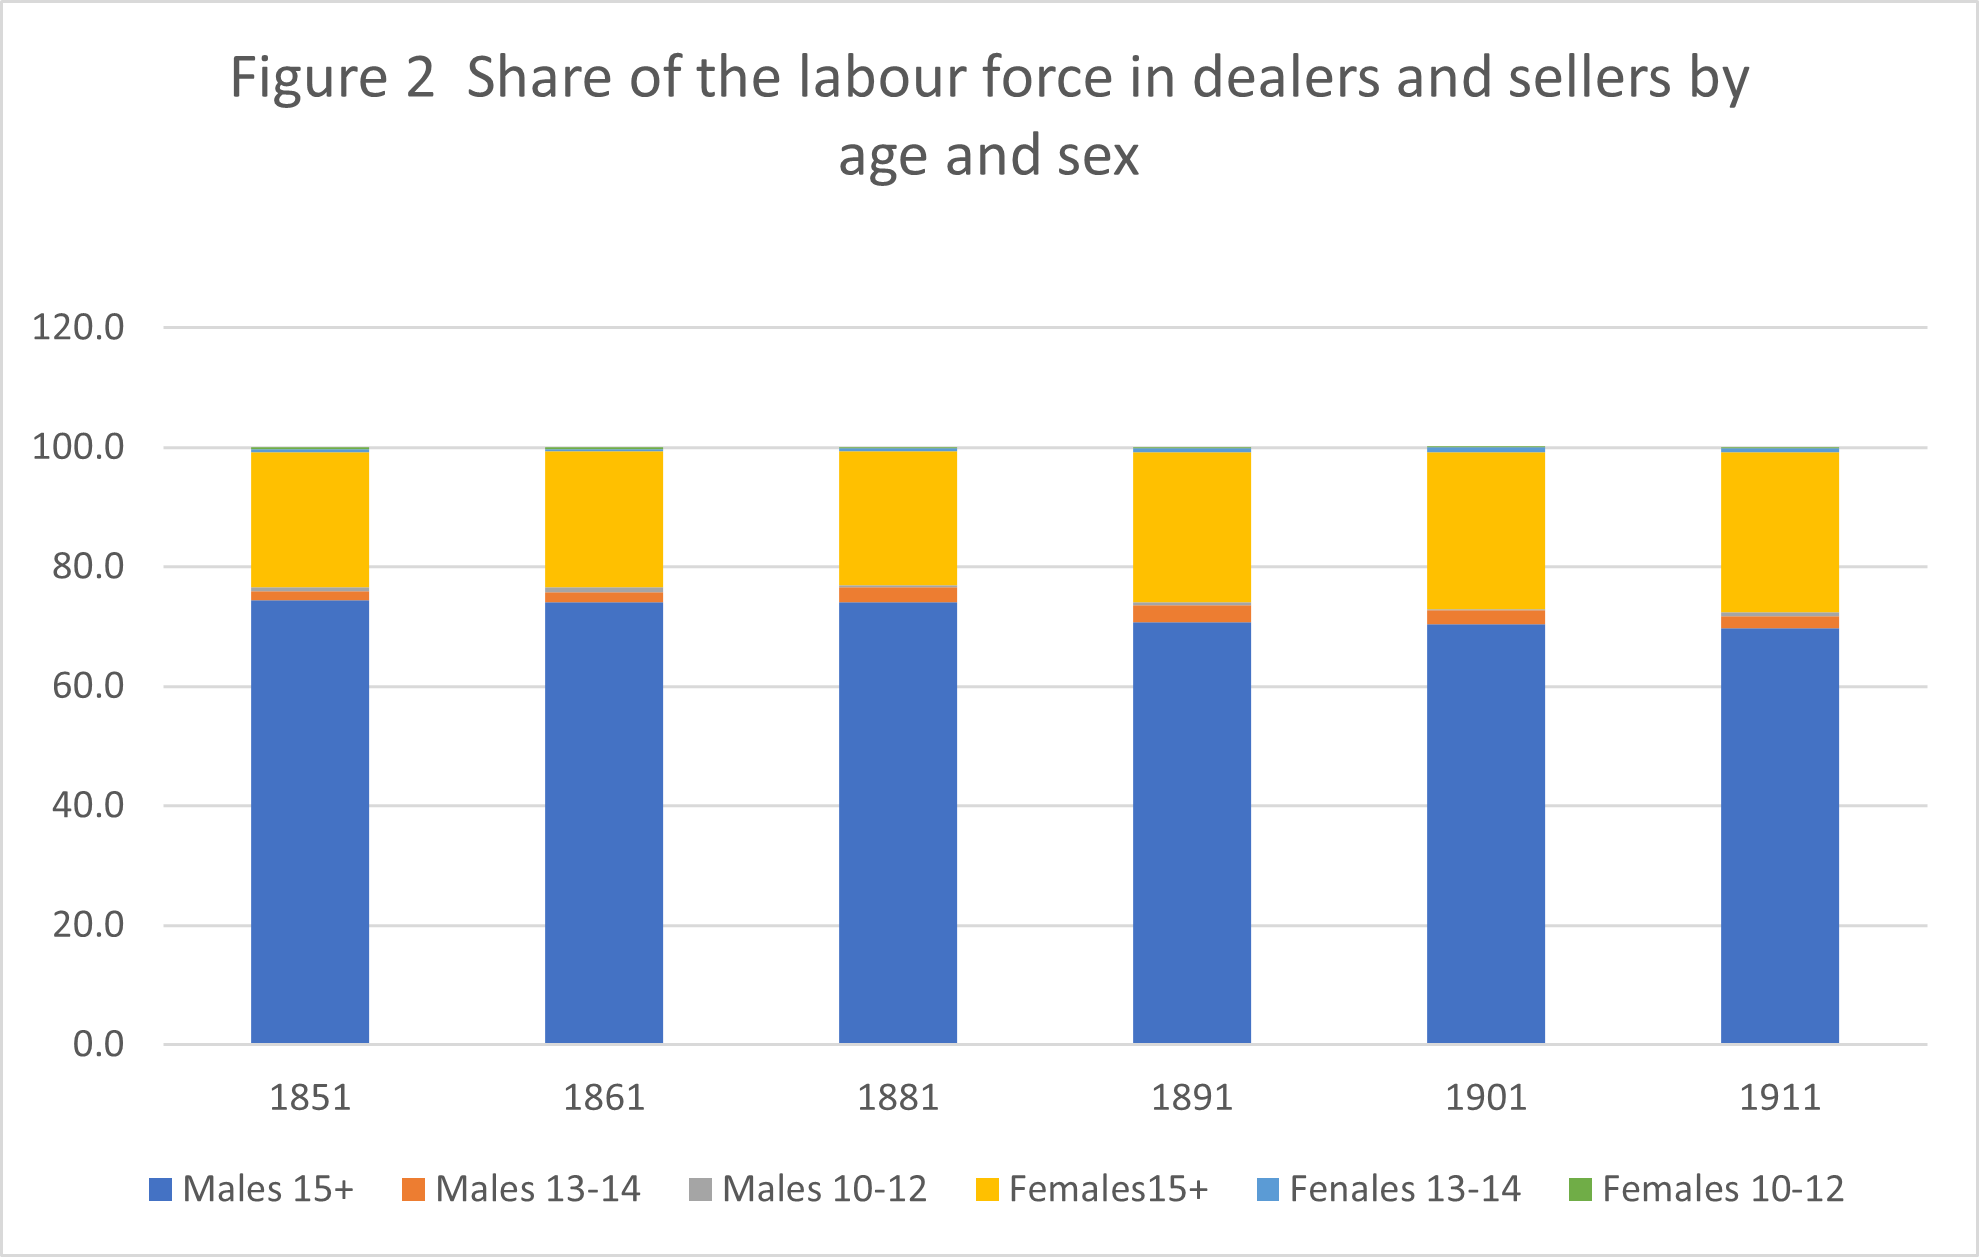 Figure 2  Share of the labour force in dealers and sellers by
age and sex
120.0
100.0
80.0
60.0
40.0
20.0
0.0
1851 1861 1881 1891 1901 1911
Males 15+ Males 13-14 Males 10-12 Females15+ Fenales 13-14 Females 10-12